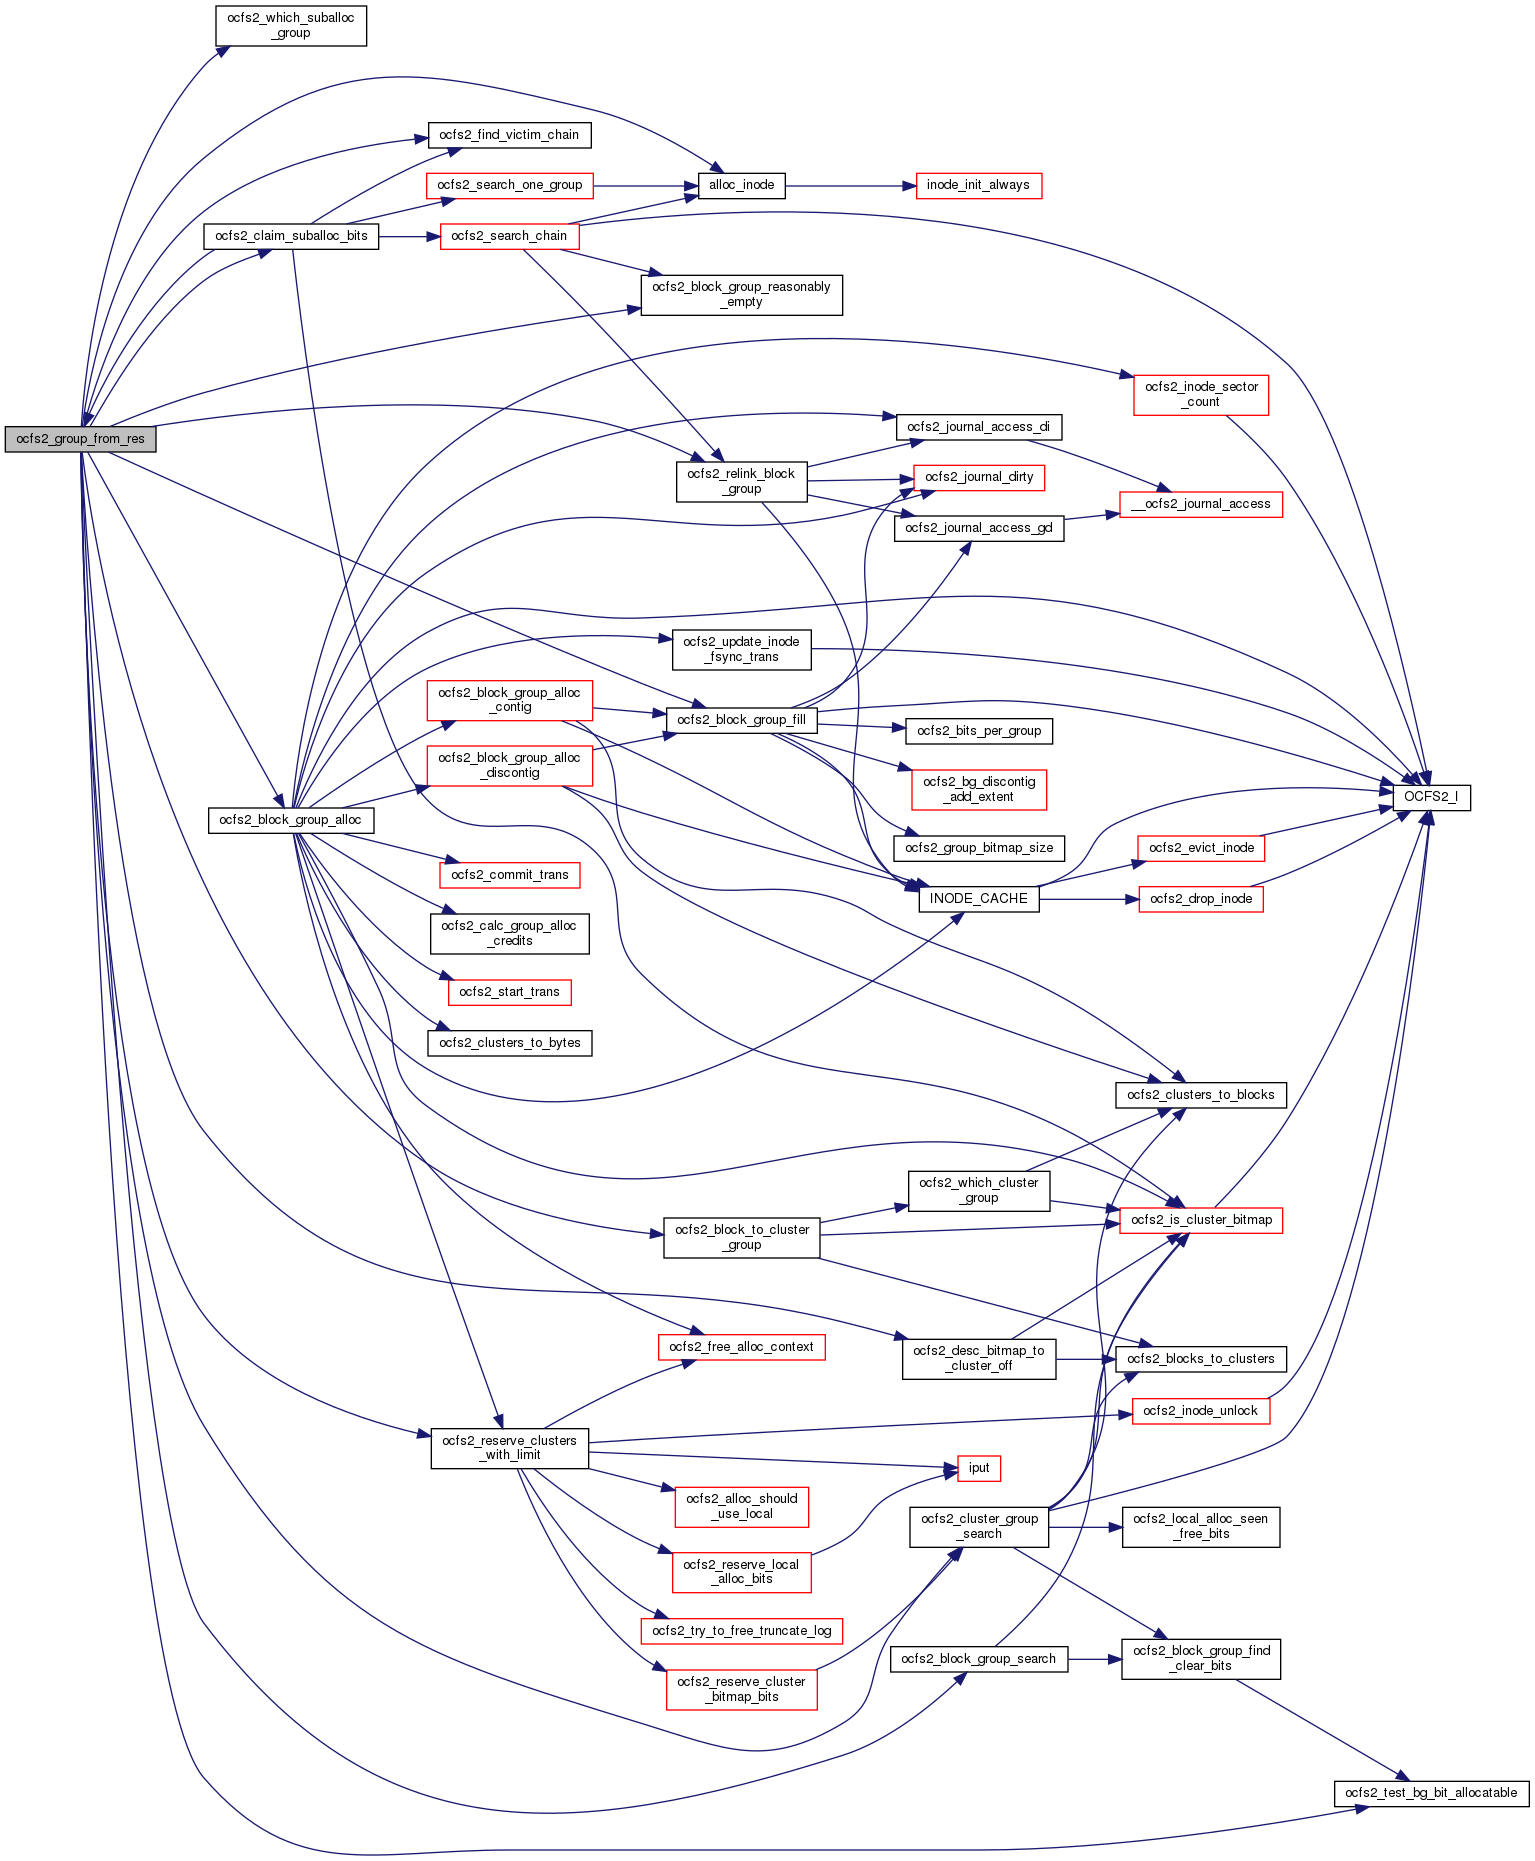 ocfs2_which_suballoc
_group
ocfs2_find_victim_chain
ocfs2_search_one_group
alloc_inode
inode_init_always
ocfs2_claim_suballoc_bits
ocfs2_search_chain
ocfs2_block_group_reasonably
_empty
ocfs2_inode_sector
_count
ocfs2_group_from_res
ocfs2_journal_access_di
ocfs2_relink_block
_group
ocfs2_journal_dirty
__ocfs2_journal_access
ocfs2_journal_access_gd
ocfs2_update_inode
_fsync_trans
ocfs2_block_group_alloc
_contig
ocfs2_block_group_fill
ocfs2_bits_per_group
ocfs2_block_group_alloc
_discontig
ocfs2_bg_discontig
_add_extent
OCFS2_I
ocfs2_block_group_alloc
ocfs2_group_bitmap_size
ocfs2_evict_inode
ocfs2_commit_trans
INODE_CACHE
ocfs2_drop_inode
ocfs2_calc_group_alloc
_credits
ocfs2_start_trans
ocfs2_clusters_to_bytes
ocfs2_clusters_to_blocks
ocfs2_which_cluster
_group
ocfs2_is_cluster_bitmap
ocfs2_block_to_cluster
_group
ocfs2_free_alloc_context
ocfs2_desc_bitmap_to
_cluster_off
ocfs2_blocks_to_clusters
ocfs2_inode_unlock
ocfs2_reserve_clusters
_with_limit
iput
ocfs2_alloc_should
_use_local
ocfs2_cluster_group
_search
ocfs2_local_alloc_seen
_free_bits
ocfs2_reserve_local
_alloc_bits
ocfs2_try_to_free_truncate_log
ocfs2_block_group_search
ocfs2_block_group_find
_clear_bits
ocfs2_reserve_cluster
_bitmap_bits
ocfs2_test_bg_bit_allocatable